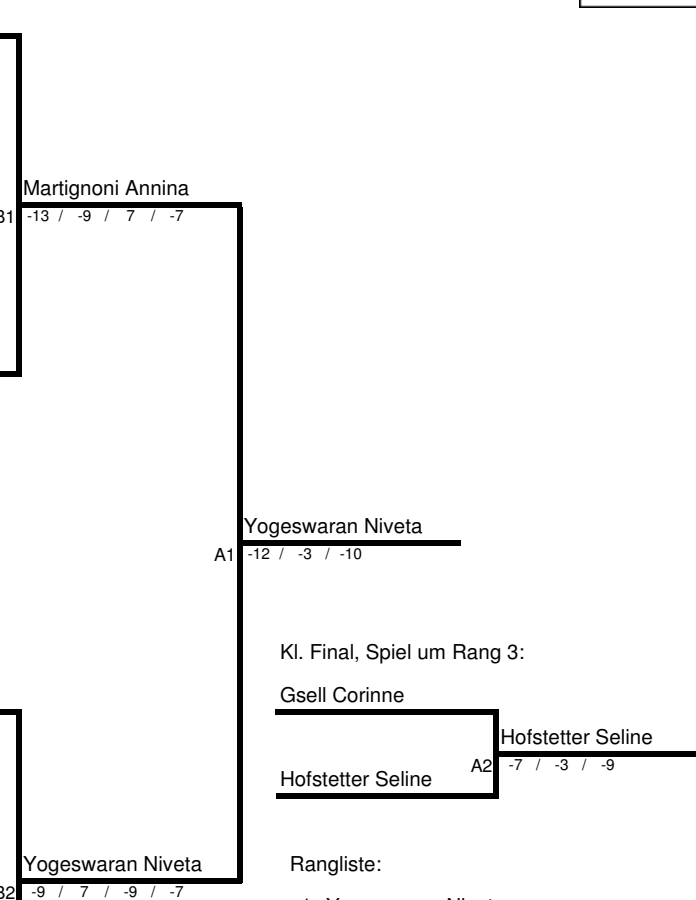 Martignoni Annina
-13 / -9 / 7 / -7
Yogeswaran Niveta
A1 -12 / -3 / -10
Kl. Final, Spiel um Rang 3:
Gsell Corinne
Hofstetter Seline
A2 -7 / -3 / -9
Hofstetter Seline
Yogeswaran Niveta
Rangliste:
-9 / 7 / -9 / -7